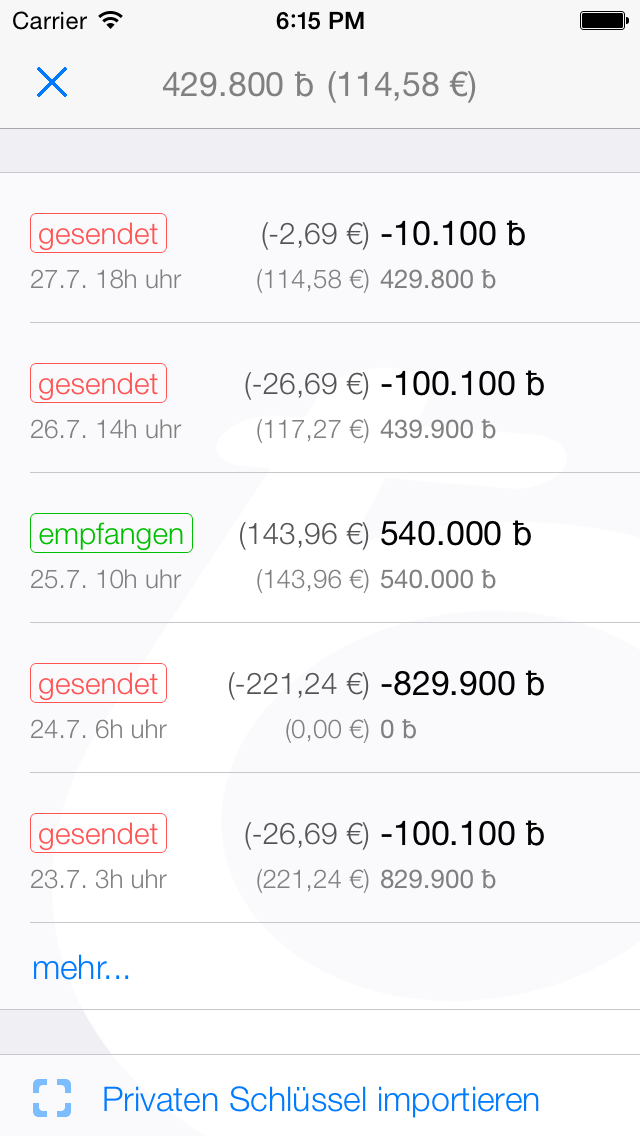 Carrier 6:15 PM
429.800 ƀ (114,58 €)
gesendet (-2,69 €) -10.100 ƀ
27.7. 18h uhr (114,58 €) 429.800 ƀ
gesendet (-26,69 €) -100.100 ƀ
26.7. 14h uhr (117,27 €) 439.900 ƀ
empfangen (143,96 €) 540.000 ƀ
25.7. 10h uhr (143,96 €) 540.000 ƀ
gesendet (-221,24 €) -829.900 ƀ
24.7. 6h uhr (0,00 €) 0 ƀ
gesendet (-26,69 €) -100.100 ƀ
23.7. 3h uhr (221,24 €) 829.900 ƀ
mehr...
Privaten Schlüssel importieren